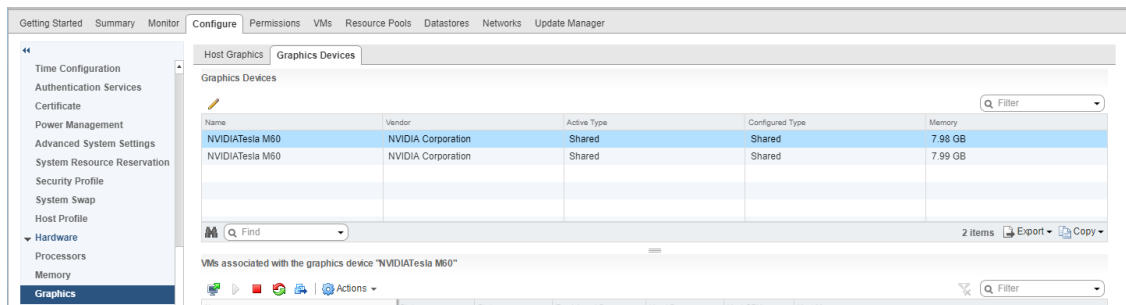 Getting Started Summary Monitor Configure Permissions VMs Resource Pools Datastores Networks Update Manager
Time Configuration
Authentication Services
Certificate
Power Management
Advanced System Settings
System Resource Reservation
Security Profile
System Swap
Host Profile
Hardware
Processors
Memory
Graphics
Host Graphics Graphics Devices
Graphics Devices
Filter
Name Vendor Active Type Configured Type Memory
NVIDIATesla M60 NVIDIA Corporation Shared Shared 7.98 GB
NVIDIATesla M60 NVIDIA Corporation Shared Shared 7.99 GB
Find 2 items Export Copy
VMs associated with the graphics device "NVIDIATesla M60"
Actions Filter